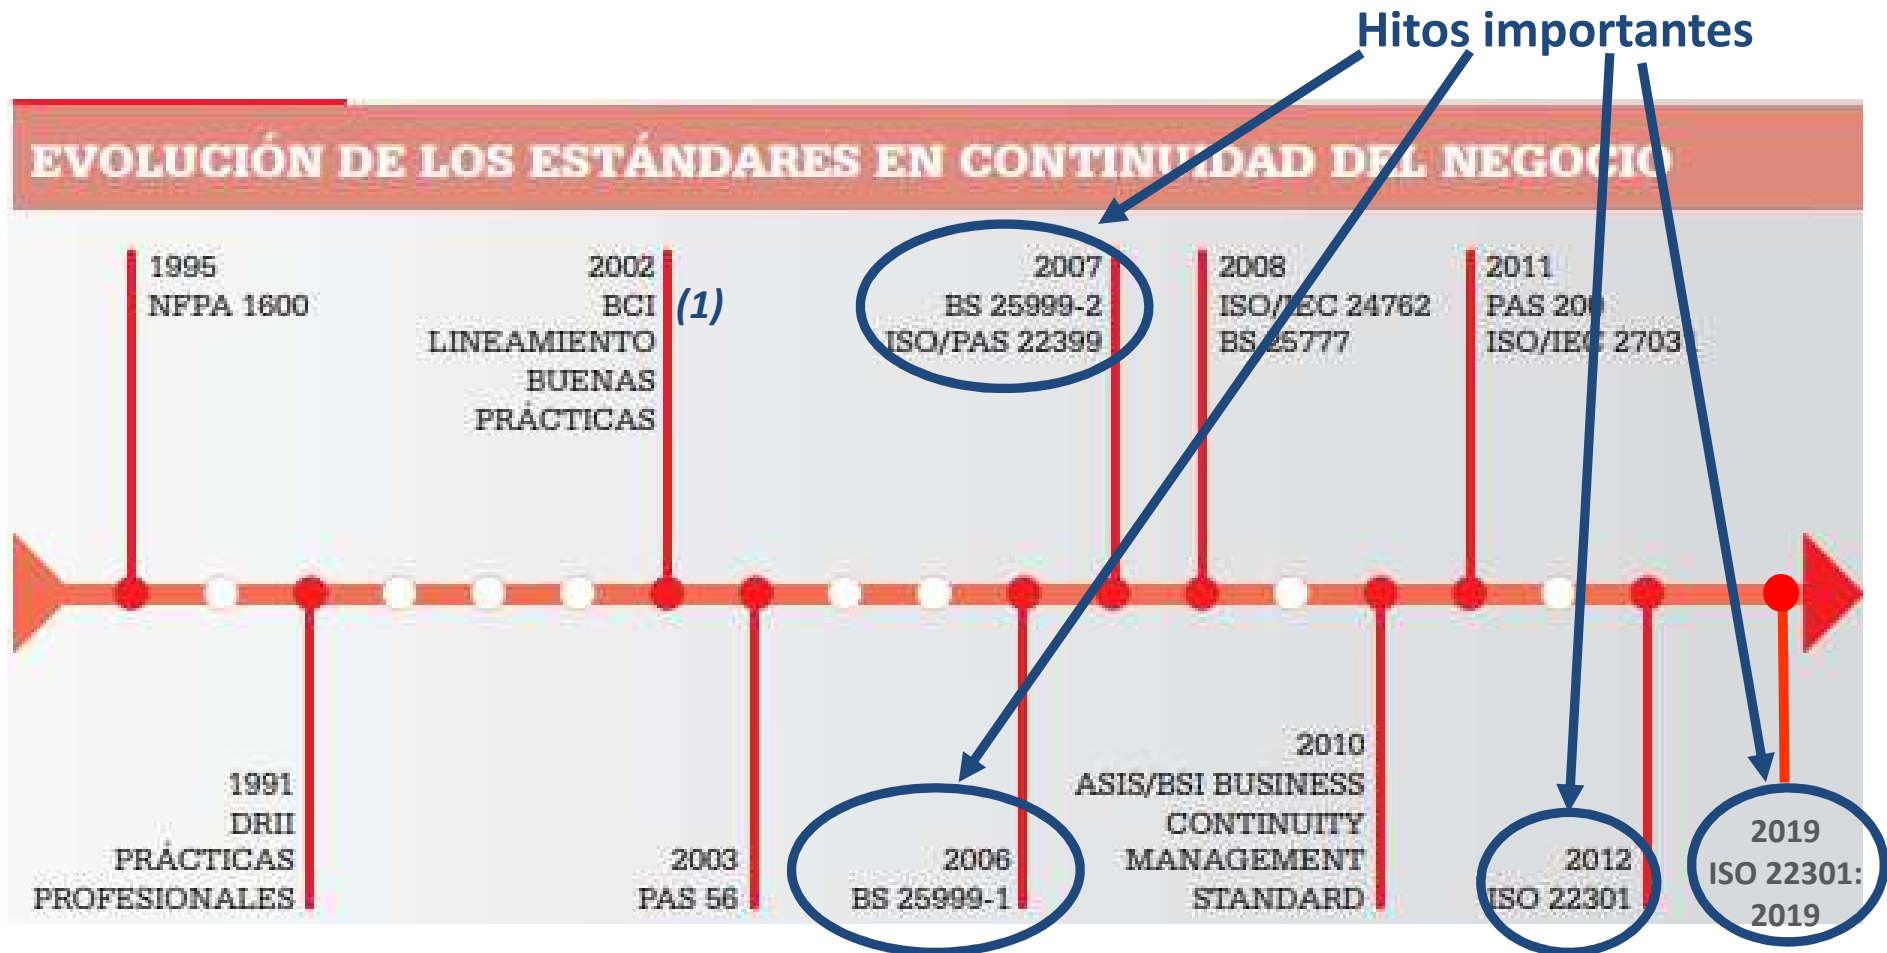 Hitos importantes
EVOLUCIÓN DE LOS ESTÁNDARES EN CONTINUIDAD DEL NEGOCIO
1995
NFPA 1600
2002
BCI (1)
LINEAMIENTO
BUENAS
PRÁCTICAS
2007
BS 25999-2
ISO/PAS 22399
2008
ISO/IEC 24762
BS 25777
2011
PAS 200
ISO/IEC 27031
1991
DRII
PRÁCTICAS
PROFESIONALES
2003
PAS 56
2006
BS 25999-1
2010
ASIS/BSI BUSINESS
CONTINUITY
MANAGEMENT
STANDARD
2012
ISO 22301
2019
ISO 22301:
2019